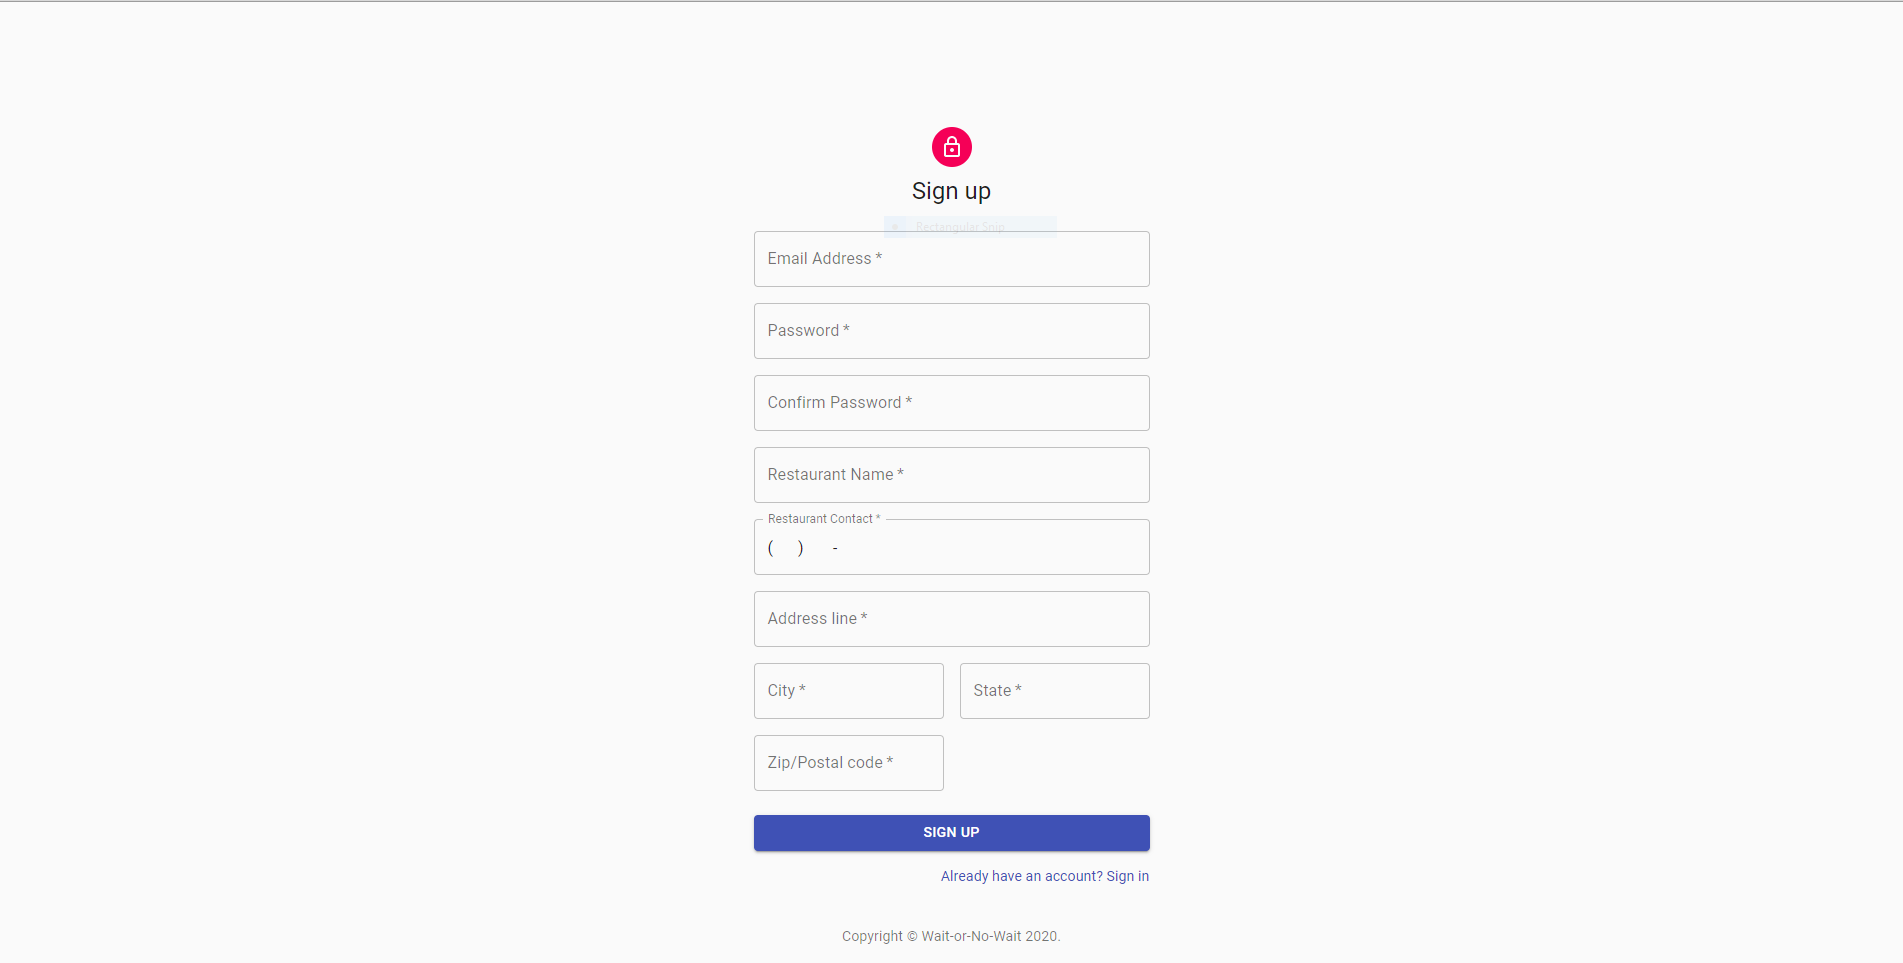 Sign up
Rectangular Snip
Email Address *
Password *
Confirm Password *
Restaurant Name *
Restaurant Contact *
( ) -
Address line *
City * State *
Zip/Postal code *
SIGN UP
Already have an account? Sign in
Copyright © Wait-or-No-Wait 2020.